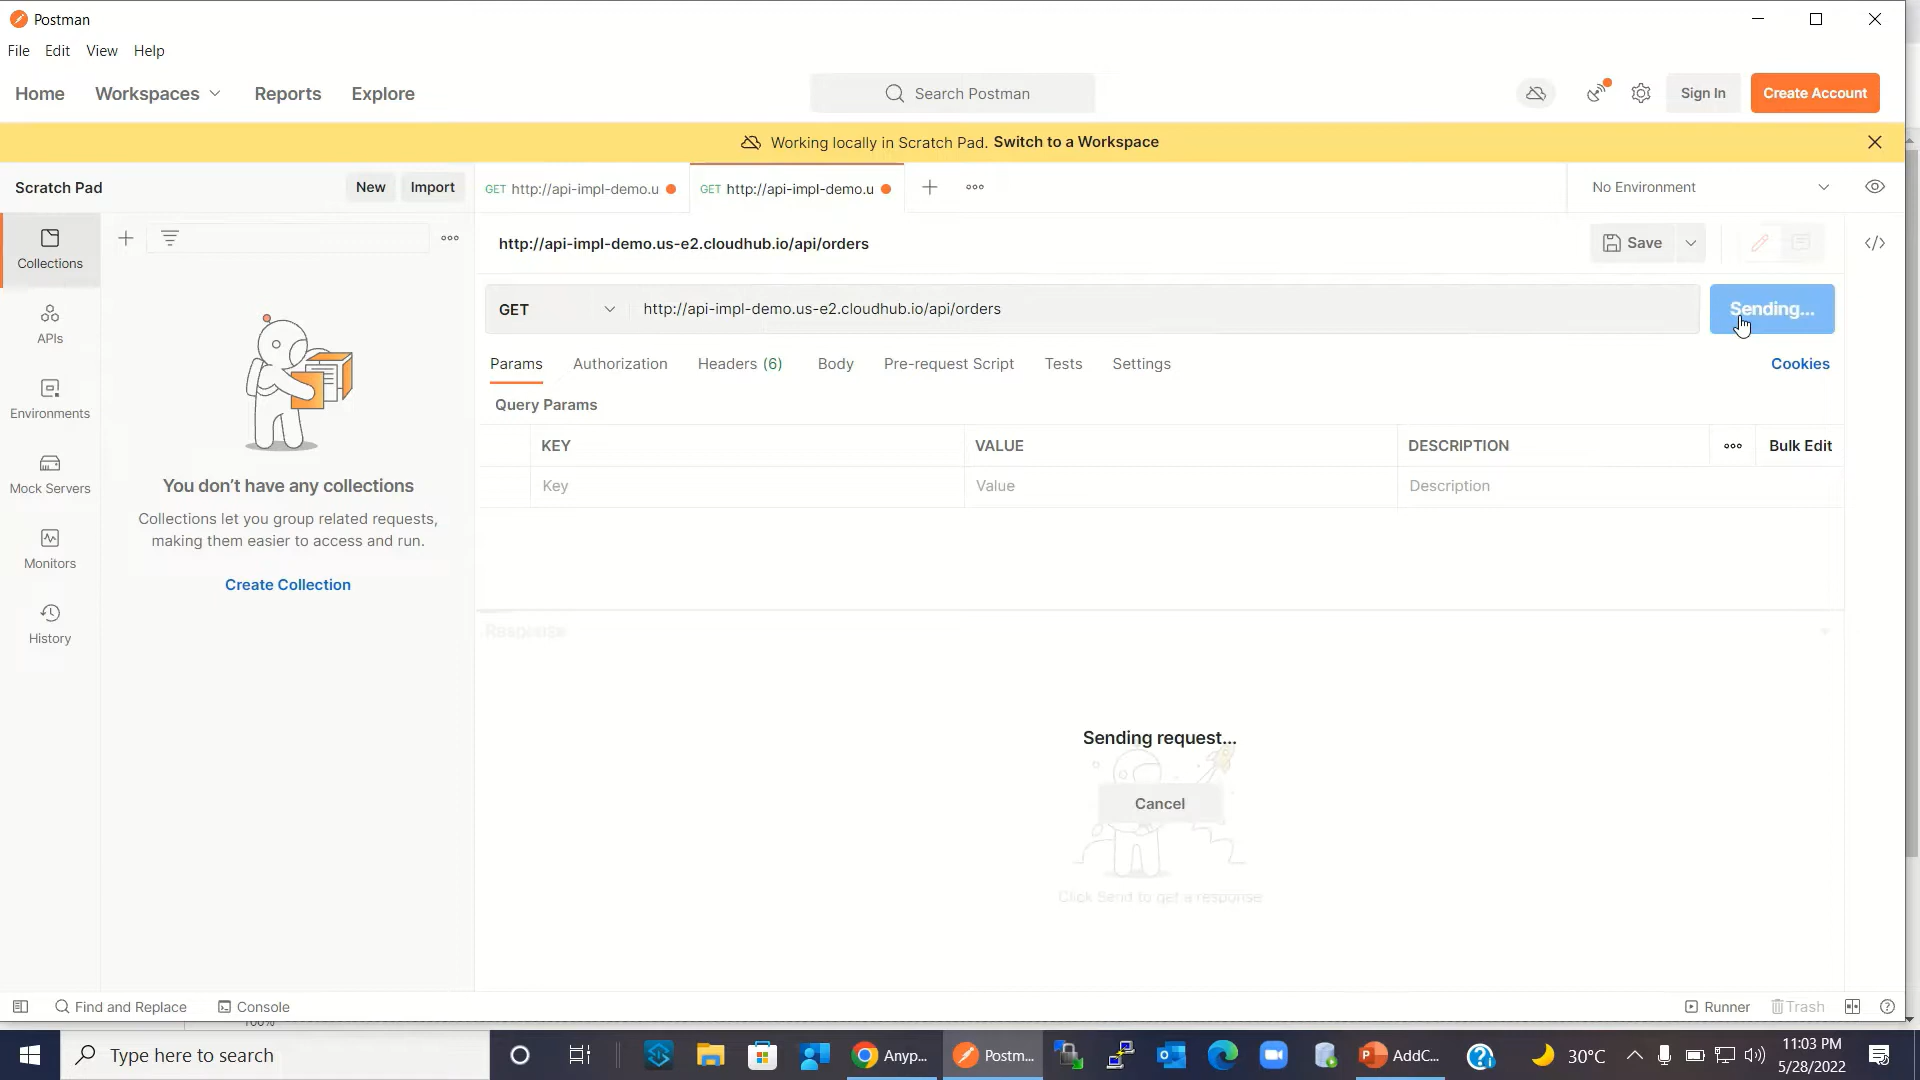 Postman
File Edit View Help
Home Workspaces Reports Explore Search Postman Sign In Create Account
Working locally in Scratch Pad. Switch to a Workspace
Scratch Pad New Import GET http://api-impl-demo.u GET http://api-impl-demo.u No Environment
Collections
http://api-impl-demo.us-e2.cloudhub.io/api/orders Save
GET http://api-impl-demo.us-e2.cloudhub.io/api/orders Sending...
APIs
Params Authorization Headers (6) Body Pre-request Script Tests Settings Cookies
Query Params
Environments
KEY VALUE DESCRIPTION Bulk Edit
Key Value Description
Mock Servers
You don't have any collections
Collections let you group related requests,
making them easier to access and run.
Monitors
Create Collection
History
Response
Sending request...
Cancel
Click Send to get a response
Find and Replace Console Runner Trash
100%
Type here to search Anyp... Postm... AddC... 30°C 11:03 PM
5/28/2022